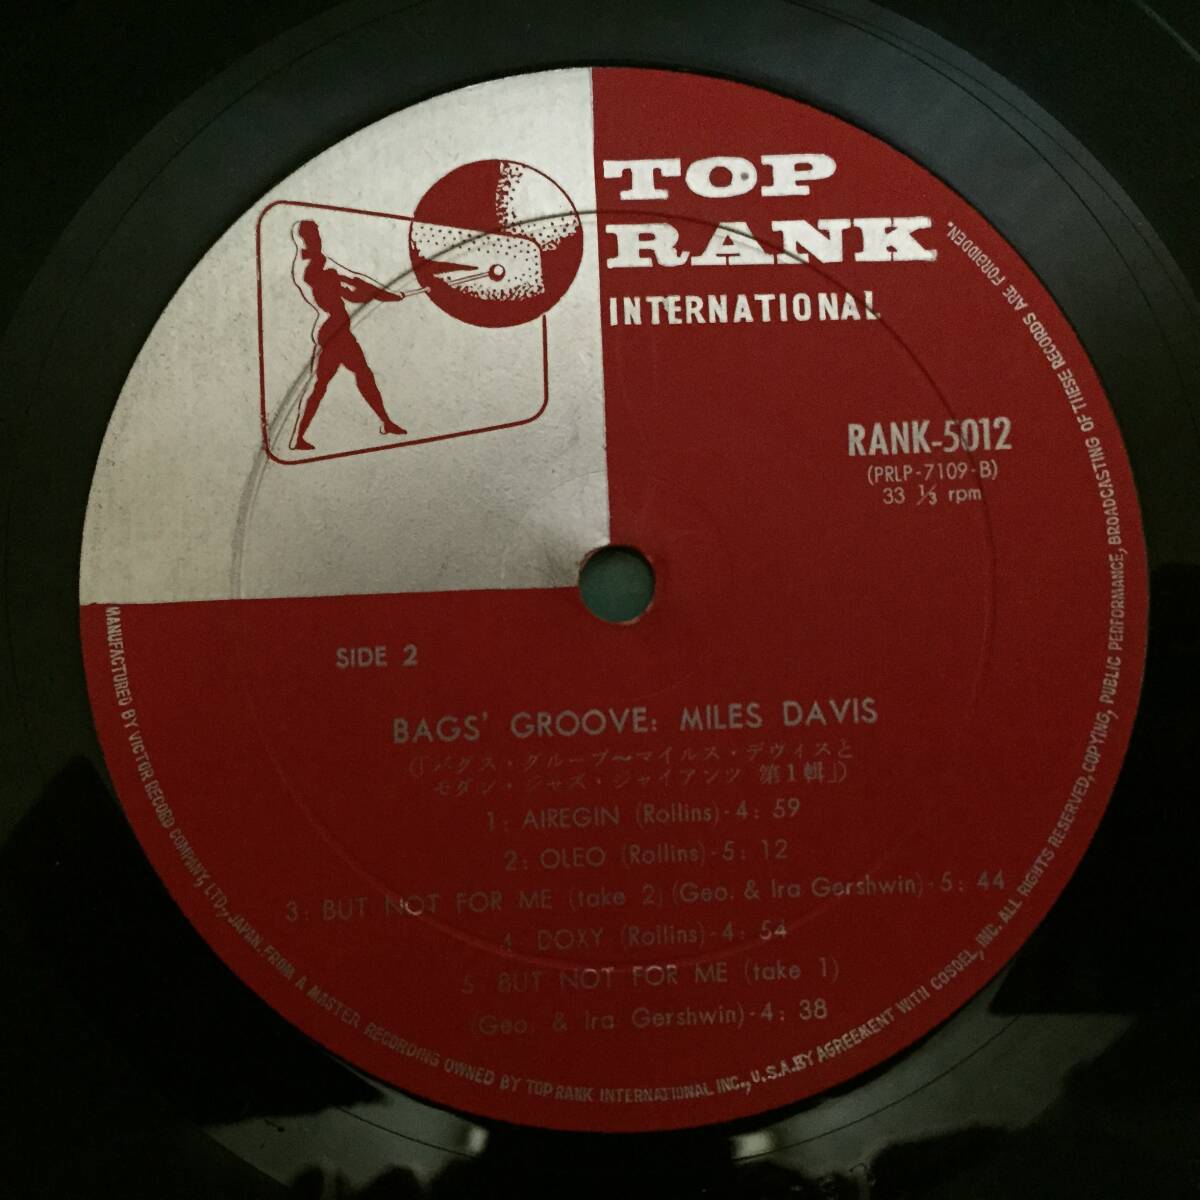 TOP
RANK
INTERNATIONAL
RANK-5012
(PRLP-7109-B)
33 ⅓ rpm
SIDE 2
BAGS' GROOVE: MILES DAVIS
(「バグス・グルーブ〜マイルス・デヴィスと
モダン・ジャズ・ジャイアンツ 第1輯」)
1: AIREGIN (Rollins)-4: 59
2: OLEO (Rollins)-5: 12
3: BUT NOT FOR ME (take 2) (Geo. & Ira Gershwin)-5: 44
4: DOXY (Rollins)-4: 54
5 BUT NOT FOR ME (take 1)
(Geo. & Ira Gershwin)-4: 38
MANUFACTURED BY VICTOR RECORD COMPANY, LTD., JAPAN. FROM A MASTER RECORDING OWNED BY TOP RANK INTERNATIONAL INC., U.S.A. BY AGREEMENT WITH COSDEL, INC. ALL RIGHTS RESERVED, COPYING, PUBLIC PERFORMANCE, BROADCASTING OF THESE RECORDS ARE FORBIDDEN.